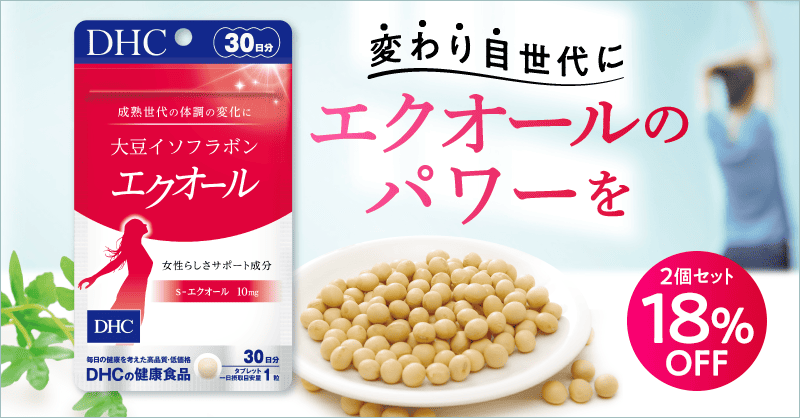 DHC
30日分
成熟世代の体調の変化に
大豆イソフラボン
エクオール
女性らしさサポート成分
S-エクオール 10mg
DHC
毎日の健康を考えた高品質・低価格
DHCの健康食品
30日分
タブレット
一日摂取目安量 1粒
変わり目世代に
エクオールの
パワーを
2個セット
18%
OFF